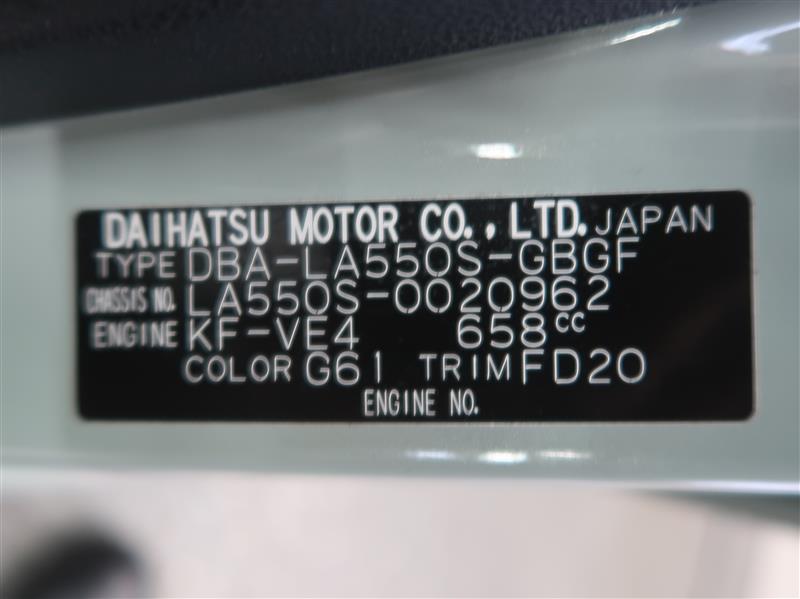 DAIHATSU MOTOR CO., LTD. JAPAN
TYPE DBA-LA550S-GBGF
CHASSIS NO. LA550S-0020962
ENGINE KF-VE4 658cc
COLOR G61 TRIM FD20
ENGINE NO.